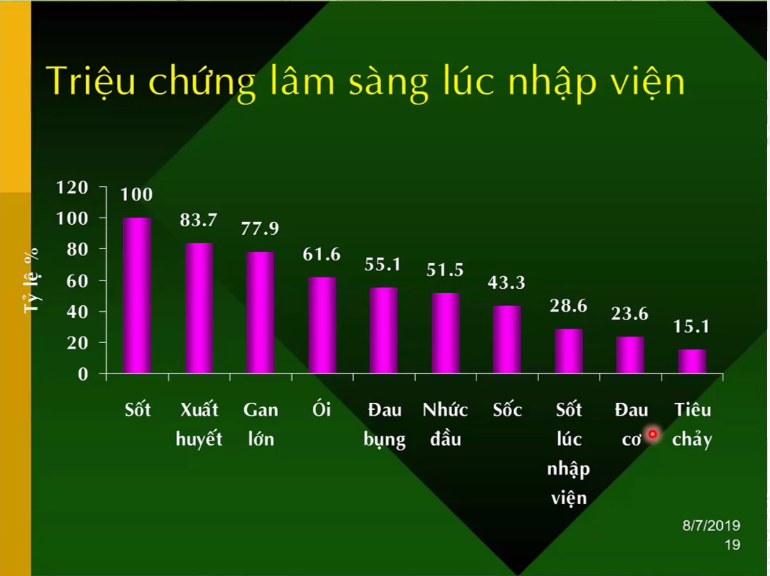 Triệu chứng lâm sàng lúc nhập viện
Tỷ lệ %
120
100
80
60
40
20
0
100
83.7
77.9
61.6
55.1
51.5
43.3
28.6
23.6
15.1
Sốt
Xuất
huyết
Gan
lớn
Ói
Đau
bụng
Nhức
đầu
Sốc
Sốt
lúc
nhập
viện
Đau
cơ
Tiêu
chảy
8/7/2019
19